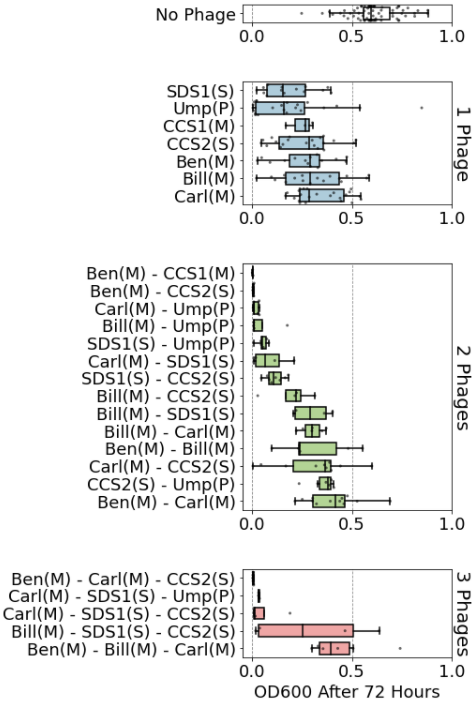 No Phage
0.0 0.5 1.0
SDS1(S)
Ump(P)
CCS1(M)
CCS2(S)
Ben(M)
Bill(M)
Carl(M)
1 Phage
0.0 0.5 1.0
Ben(M) - CCS1(M)
Ben(M) - CCS2(S)
Carl(M) - Ump(P)
Bill(M) - Ump(P)
SDS1(S) - Ump(P)
Carl(M) - SDS1(S)
SDS1(S) - CCS2(S)
Bill(M) - CCS2(S)
Bill(M) - SDS1(S)
Bill(M) - Carl(M)
Ben(M) - Bill(M)
Carl(M) - CCS2(S)
CCS2(S) - Ump(P)
Ben(M) - Carl(M)
2 Phages
0.0 0.5 1.0
Ben(M) - Carl(M) - CCS2(S)
Carl(M) - SDS1(S) - Ump(P)
Carl(M) - SDS1(S) - CCS2(S)
Bill(M) - SDS1(S) - CCS2(S)
Ben(M) - Bill(M) - Carl(M)
3 Phages
0.0 0.5 1.0
OD600 After 72 Hours